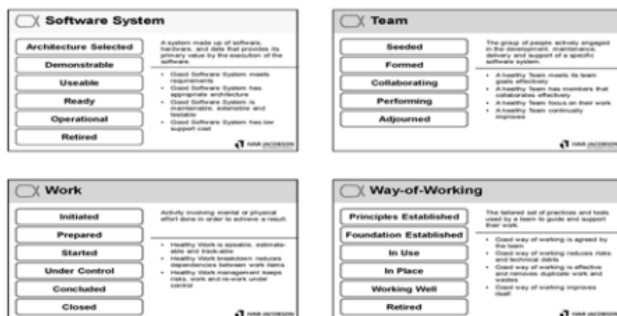 Software System
Architecture Selected
Demonstrable
Useable
Ready
Operational
Retired
A system made up of software,
hardware, and data that provides its
primary value by the execution of the
software.
• Good Software System meets
requirements
• Good Software System has
appropriate architecture
• Good Software System is
maintainable, extensible and
testable
• Good Software System has low
support cost
IVAR JACOBSON
Team
Seeded
Formed
Collaborating
Performing
Adjourned
The group of people actively engaged
in the development, maintenance,
delivery and support of a specific
software system.
• A healthy Team meets its team
goals effectively
• A healthy Team has members that
collaborates effectively
• A healthy Team focus on their work
• A healthy Team continually
improves
IVAR JACOBSON
Work
Initiated
Prepared
Started
Under Control
Concluded
Closed
Activity involving mental or physical
effort done in order to achieve a result.
• Healthy Work is sizeable, estimate-
able and track-able
• Healthy Work breakdown reduces
dependencies between work items
• Healthy Work management keeps
risks, work and re-work under
control
IVAR JACOBSON
Way-of-Working
Principles Established
Foundation Established
In Use
In Place
Working Well
Retired
The tailored set of practices and tools
used by a team to guide and support
their work.
• Good way of working is agreed by
the team
• Good way of working reduces risks
and technical debts
• Good way of working is effective
and removes duplicate work and
wastes
• Good way of working improves
itself
IVAR JACOBSON